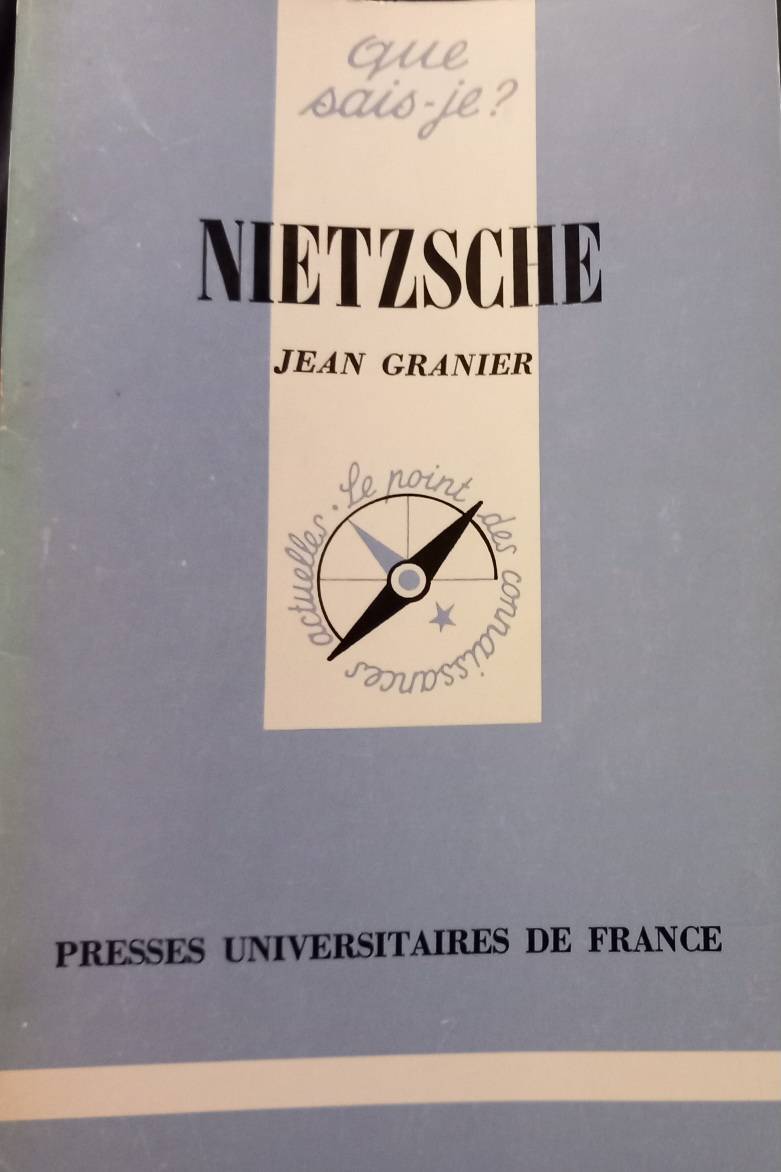 que
sais-je?
NIETZSCHE
JEAN GRANIER
Le point des connaissances actuelles.
PRESSES UNIVERSITAIRES DE FRANCE